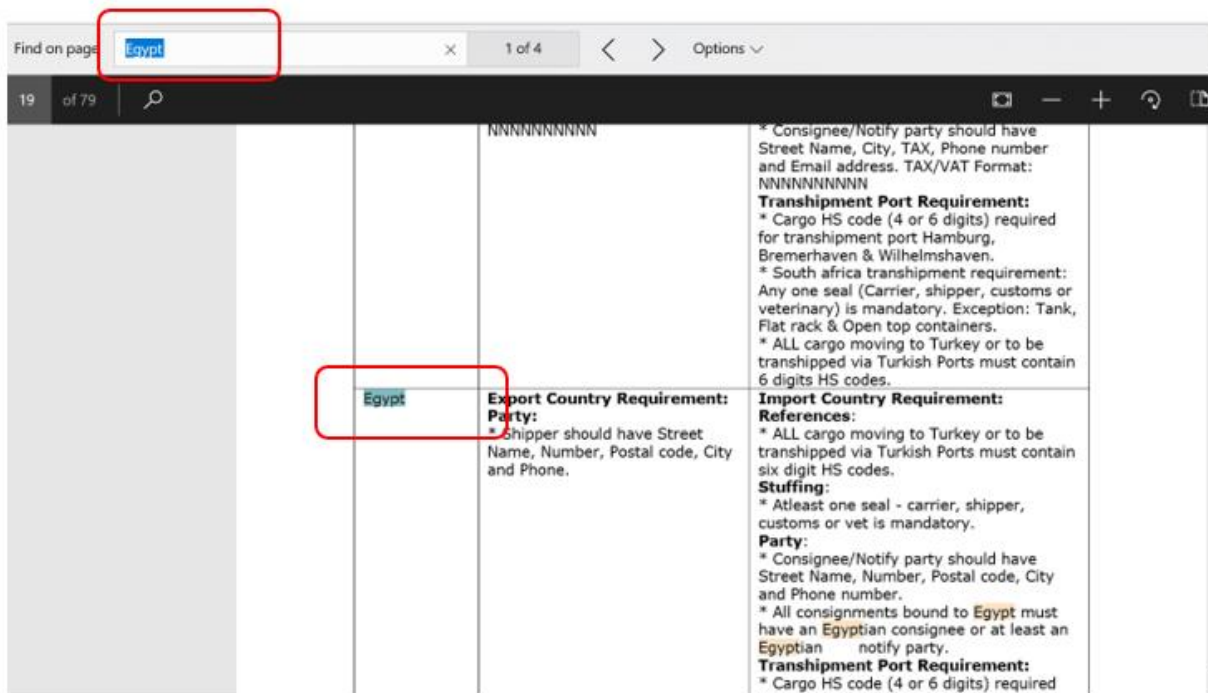 Find on page
Egypt
1 of 4
Options
19 of 79
NNNNNNNNNN
* Consignee/Notify party should have
Street Name, City, TAX, Phone number
and Email address. TAX/VAT Format:
NNNNNNNNNN
Transhipment Port Requirement:
* Cargo HS code (4 or 6 digits) required
for transhipment port Hamburg,
Bremerhaven & Wilhelmshaven.
* South africa transhipment requirement:
Any one seal (Carrier, shipper, customs or
veterinary) is mandatory. Exception: Tank,
Flat rack & Open top containers.
* ALL cargo moving to Turkey or to be
transhipped via Turkish Ports must contain
6 digits HS codes.
Egypt
Export Country Requirement:
Party:
* Shipper should have Street
Name, Number, Postal code, City
and Phone.
Import Country Requirement:
References:
* ALL cargo moving to Turkey or to be
transhipped via Turkish Ports must contain
six digit HS codes.
Stuffing:
* Atleast one seal - carrier, shipper,
customs or vet is mandatory.
Party:
* Consignee/Notify party should have
Street Name, Number, Postal code, City
and Phone number.
* All consignments bound to Egypt must
have an Egyptian consignee or at least an
Egyptian notify party.
Transhipment Port Requirement:
* Cargo HS code (4 or 6 digits) required